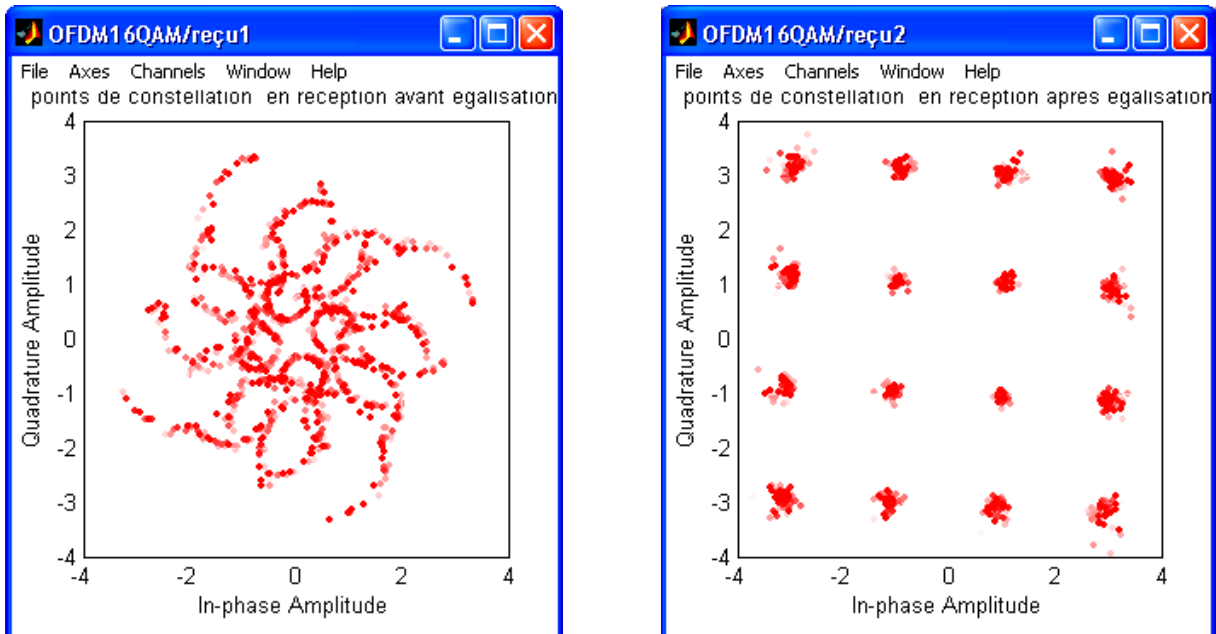 OFDM16QAM/reçu1
File Axes Channels Window Help
points de constellation en reception avant egalisation
4
3
2
1
0
-1
-2
-3
-4
-4 -2 0 2 4
Quadrature Amplitude
In-phase Amplitude
OFDM16QAM/reçu2
File Axes Channels Window Help
points de constellation en reception apres egalisation
4
3
2
1
0
-1
-2
-3
-4
-4 -2 0 2 4
Quadrature Amplitude
In-phase Amplitude